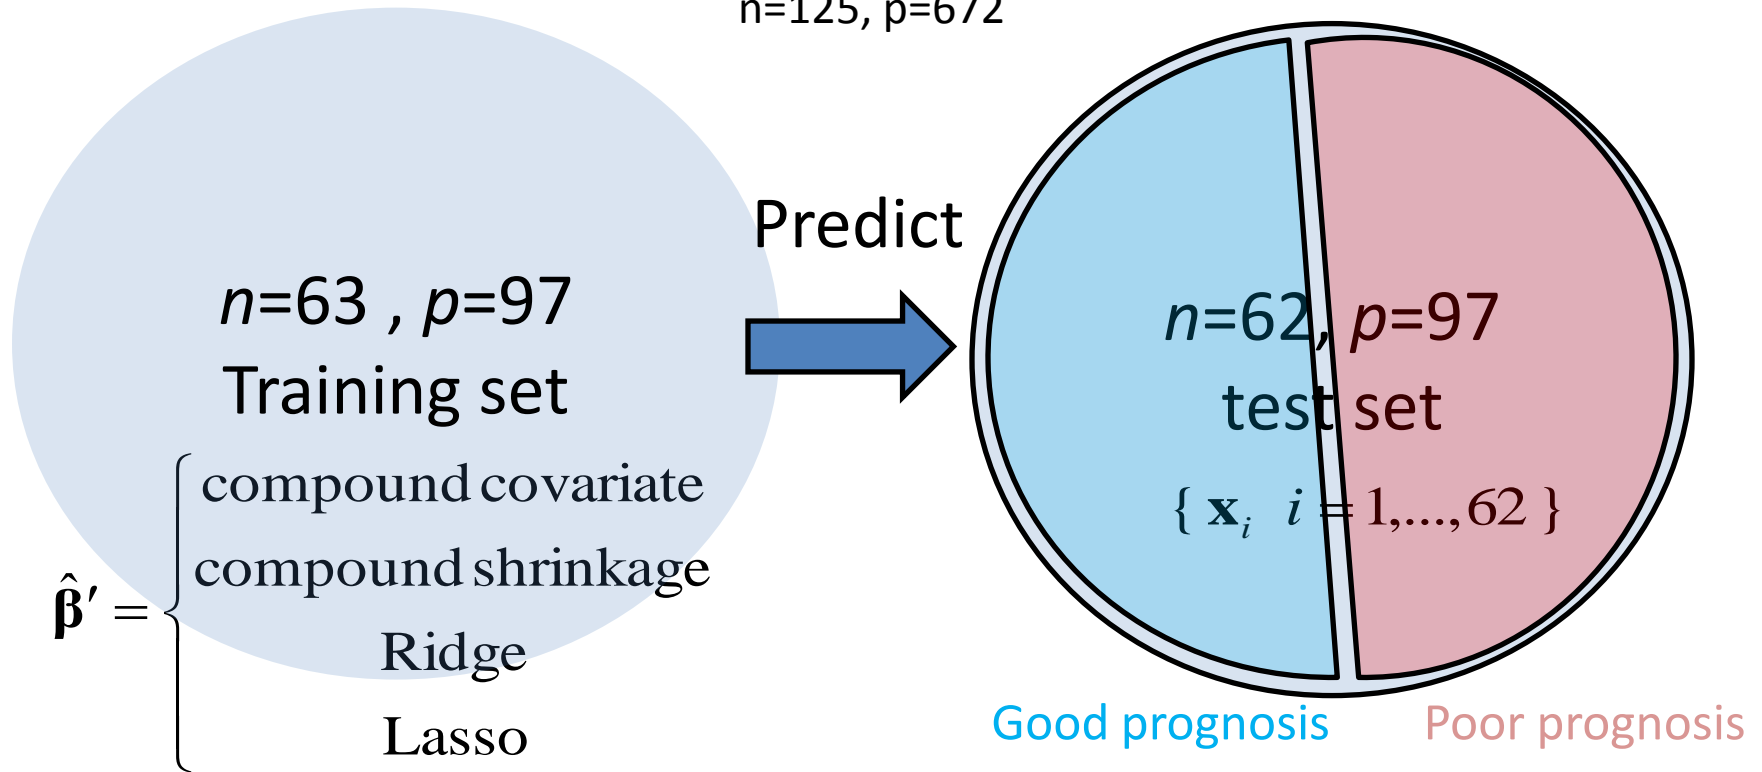 n=125, p=672
Predict
n=63 , p=97
Training set
β̂′ = {
compound covariate
compound shrinkage
Ridge
Lasso
n=62, p=97
test set
{ xᵢ i = 1,...,62 }
Good prognosis
Poor prognosis